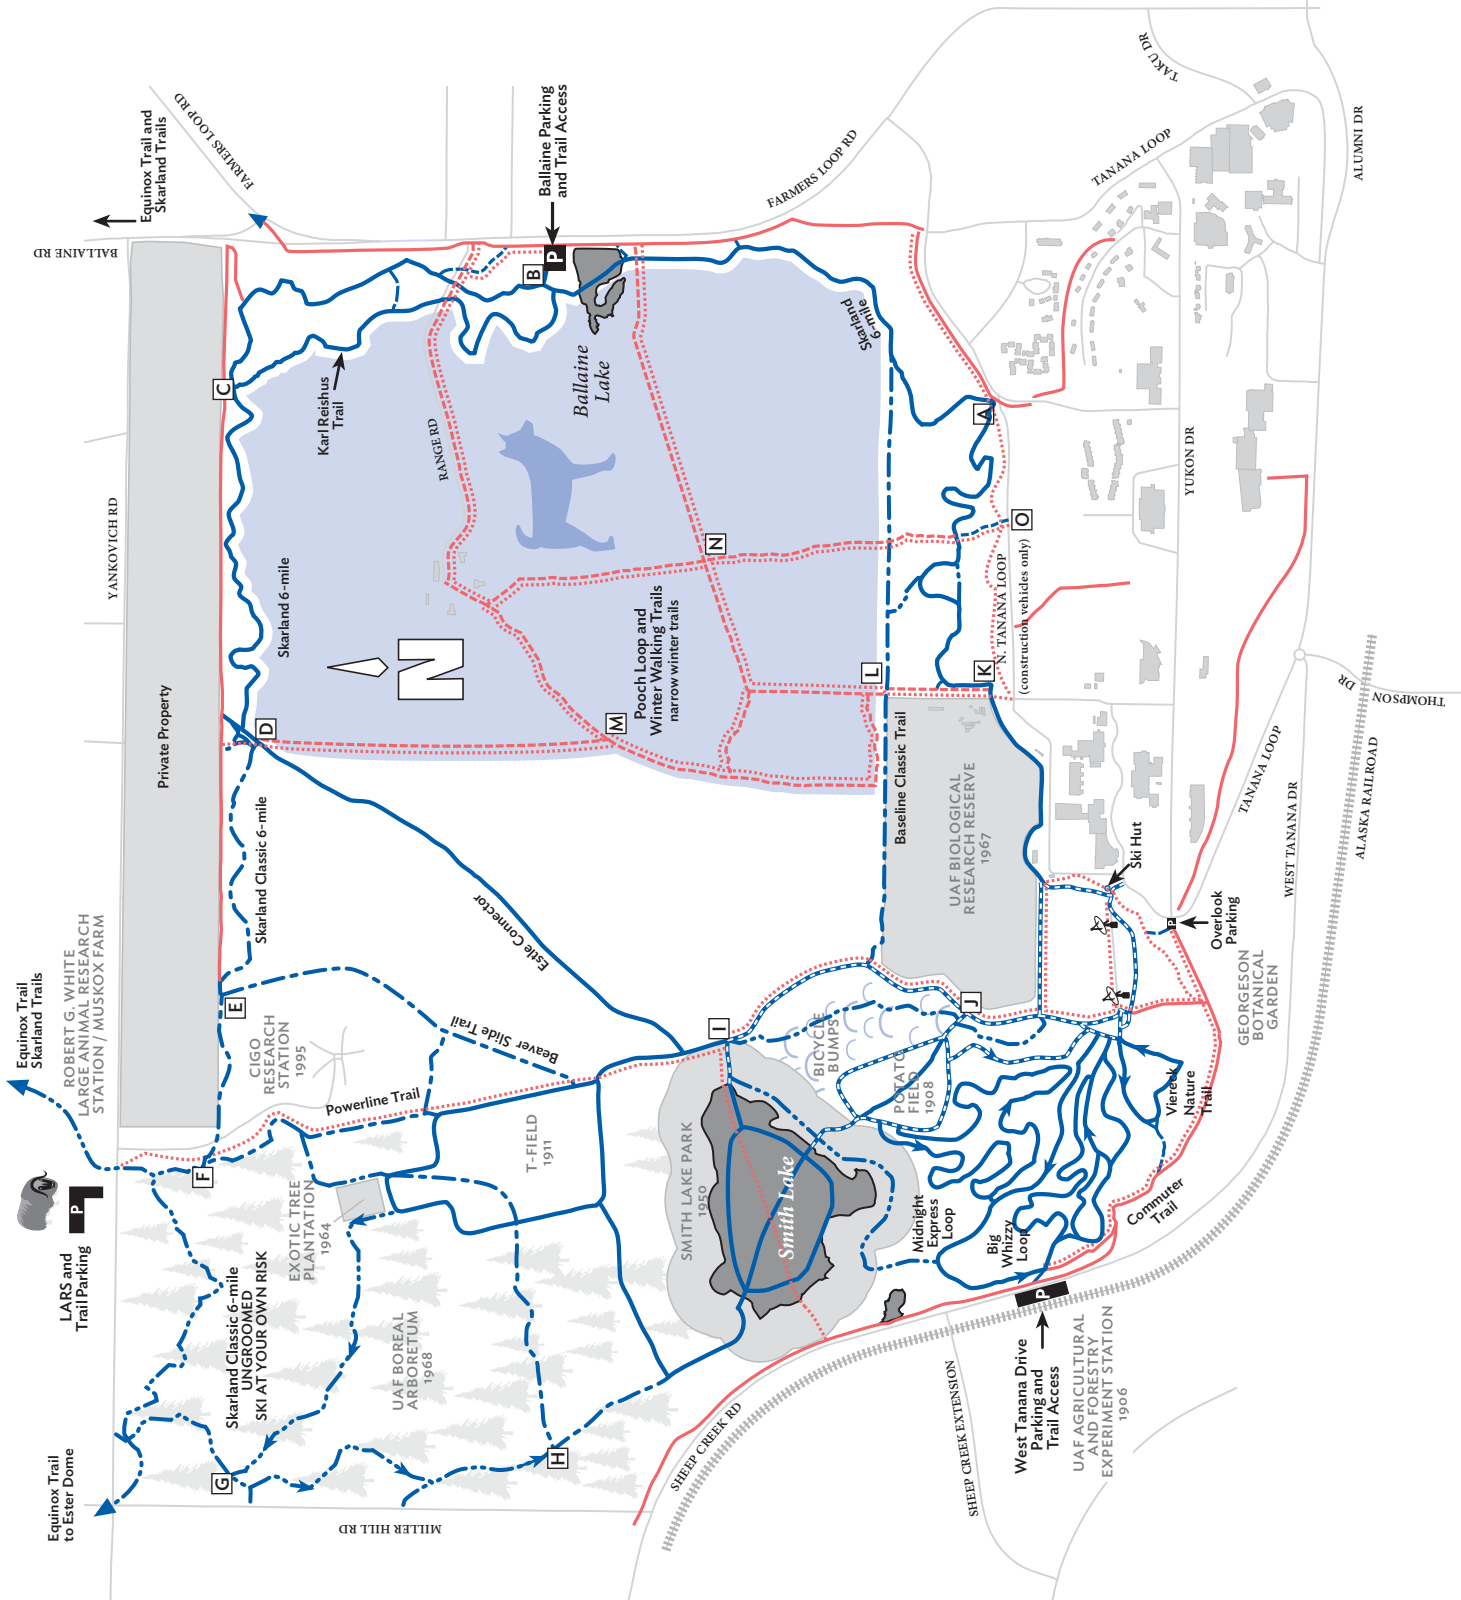 FARMERS LOOP RD
Equinox Trail and
Skarland Trails
BALLAINE RD
Ballaine Parking
and Trail Access
P
B
FARMERS LOOP RD
TAKU DR
TANANA LOOP
ALUMNI DR
YANKOVICH RD
Private Property
C
Karl Reishus
Trail
RANGE RD
Ballaine
Lake
Skarland
6-mile
A
YUKON DR
Skarland 6-mile
N
N
O
Pooch Loop and
Winter Walking Trails
narrow winter trails
N. TANANA LOOP
(construction vehicles only)
D
M
L
K
THOMPSON
DR
Skarland Classic 6-mile
Estle Connector
Baseline Classic Trail
UAF BIOLOGICAL
RESEARCH RESERVE
1967
Ski Hut
Overlook
Parking
P
TANANA LOOP
WEST TANANA DR
ALASKA RAILROAD
Equinox Trail
Skarland Trails
ROBERT G. WHITE
LARGE ANIMAL RESEARCH
STATION / MUSKOX FARM
E
CIGO
RESEARCH
STATION
1995
Beaver Slide Trail
Powerline Trail
I
J
BICYCLE
BUMPS
POTATO
FIELD
1908
GEORGESON
BOTANICAL
GARDEN
Viereck
Nature
Trail
F
T-FIELD
1911
SMITH LAKE PARK
1950
Smith Lake
Midnight
Express
Loop
Big
Whizzy
Loop
Commuter
Trail
P
LARS and
Trail Parking
EXOTIC TREE
PLANTATION
1964
Skarland Classic 6-mile
UNGROOMED
SKI AT YOUR OWN RISK
UAF BOREAL
ARBORETUM
1968
P
West Tanana Drive
Parking and
Trail Access
UAF AGRICULTURAL
AND FORESTRY
EXPERIMENT STATION
1906
Equinox Trail
to Ester Dome
G
H
MILLER HILL RD
SHEEP CREEK RD
SHEEP CREEK EXTENSION